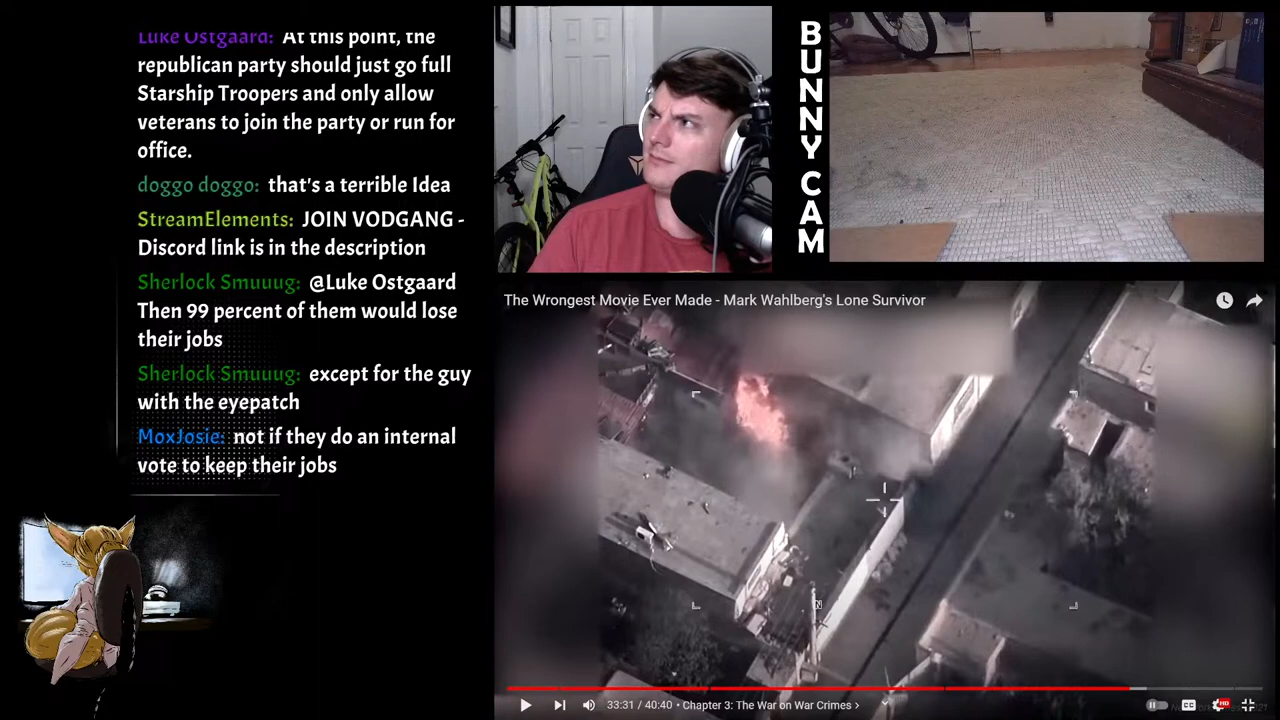 Luke Ostgaard: At this point, the
republican party should just go full
Starship Troopers and only allow
veterans to join the party or run for
office.
doggo doggo: that's a terrible Idea
StreamElements: JOIN VODGANG -
Discord link is in the description
Sherlock Smuuug: @Luke Ostgaard
Then 99 percent of them would lose
their jobs
Sherlock Smuuug: except for the guy
with the eyepatch
MoxJosie: not if they do an internal
vote to keep their jobs
BUNNY CAM
The Wrongest Movie Ever Made - Mark Wahlberg's Lone Survivor
33:31 / 40:40 • Chapter 3: The War on War Crimes >
CC
HD